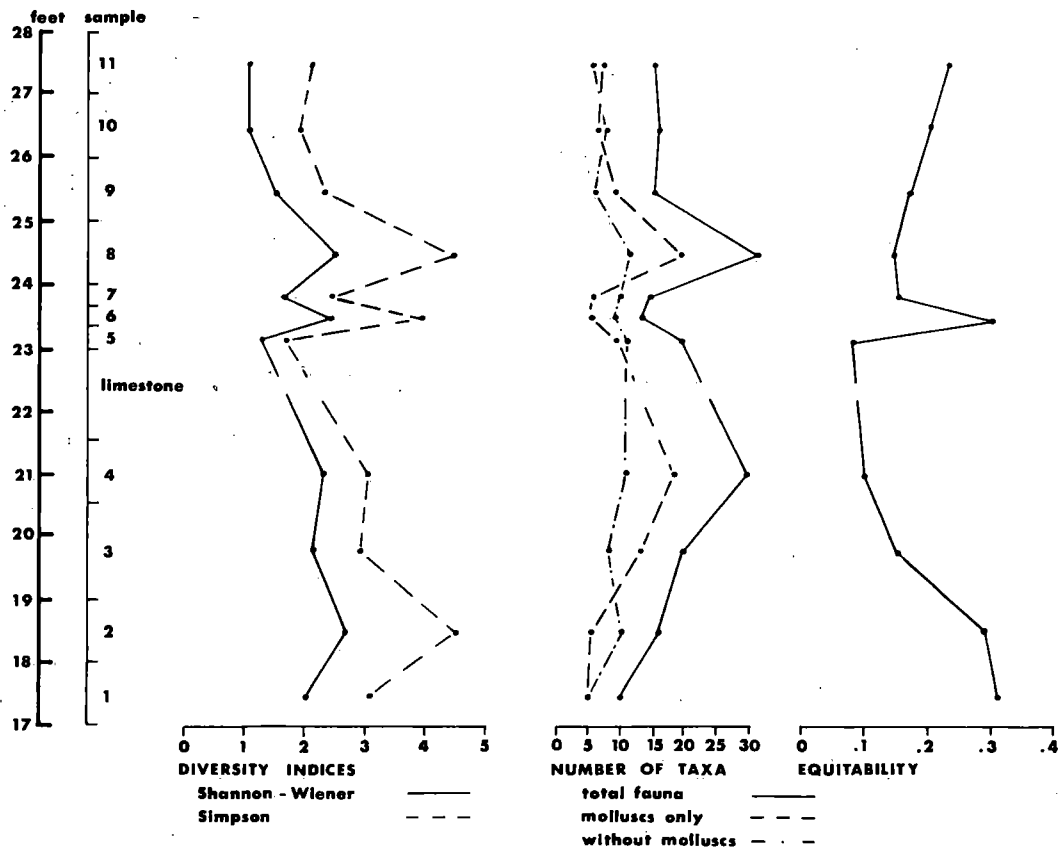 feet sample
28
27
26
25
24
23
22
21
20
19
18
17
11
10
9
8
7
6
5
limestone
4
3
2
1
0 1 2 3 4 5
DIVERSITY INDICES
Shannon - Wiener
Simpson
0 5 10 15 20 25 30
NUMBER OF TAXA
total fauna
molluscs only
without molluscs
0 .1 .2 .3 .4
EQUITABILITY